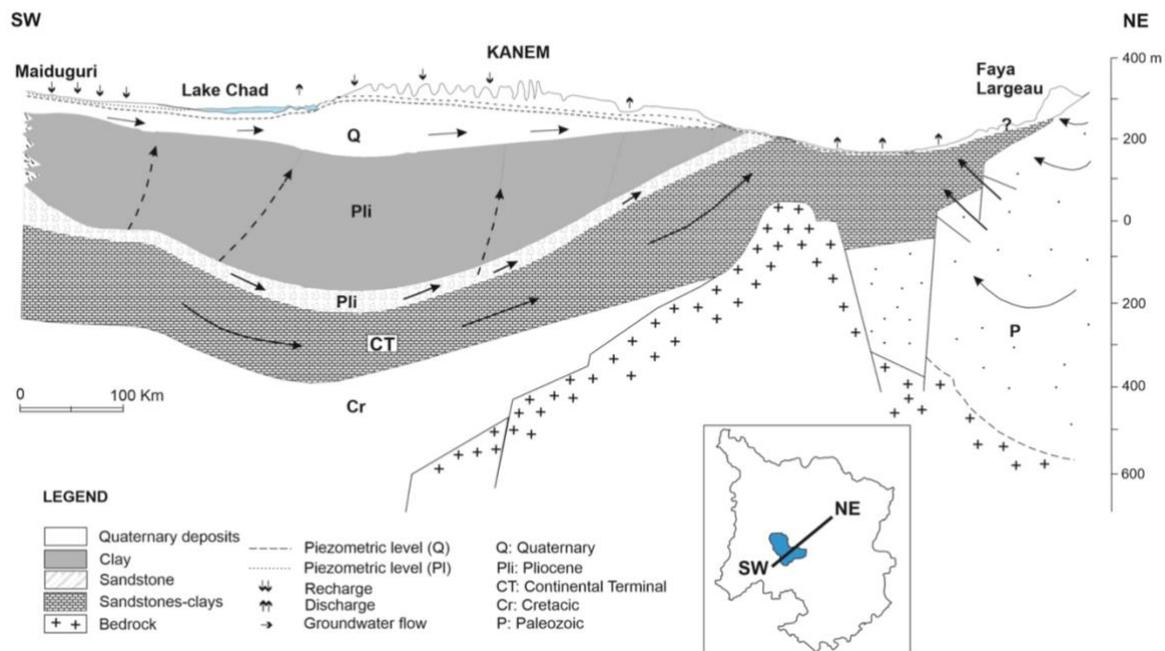 SW
NE
KANEM
400 m
Maiduguri
Faya
Largeau
Lake Chad
?
Q
200
Pli
0
Pli
200
CT
P
0 100 Km
400
Cr
600
LEGEND
Quaternary deposits
Clay
Sandstone
Sandstones-clays
Bedrock
Piezometric level (Q)
Piezometric level (Pl)
Recharge
Discharge
Groundwater flow
Q: Quaternary
Pli: Pliocene
CT: Continental Terminal
Cr: Cretacic
P: Paleozoic
NE
SW